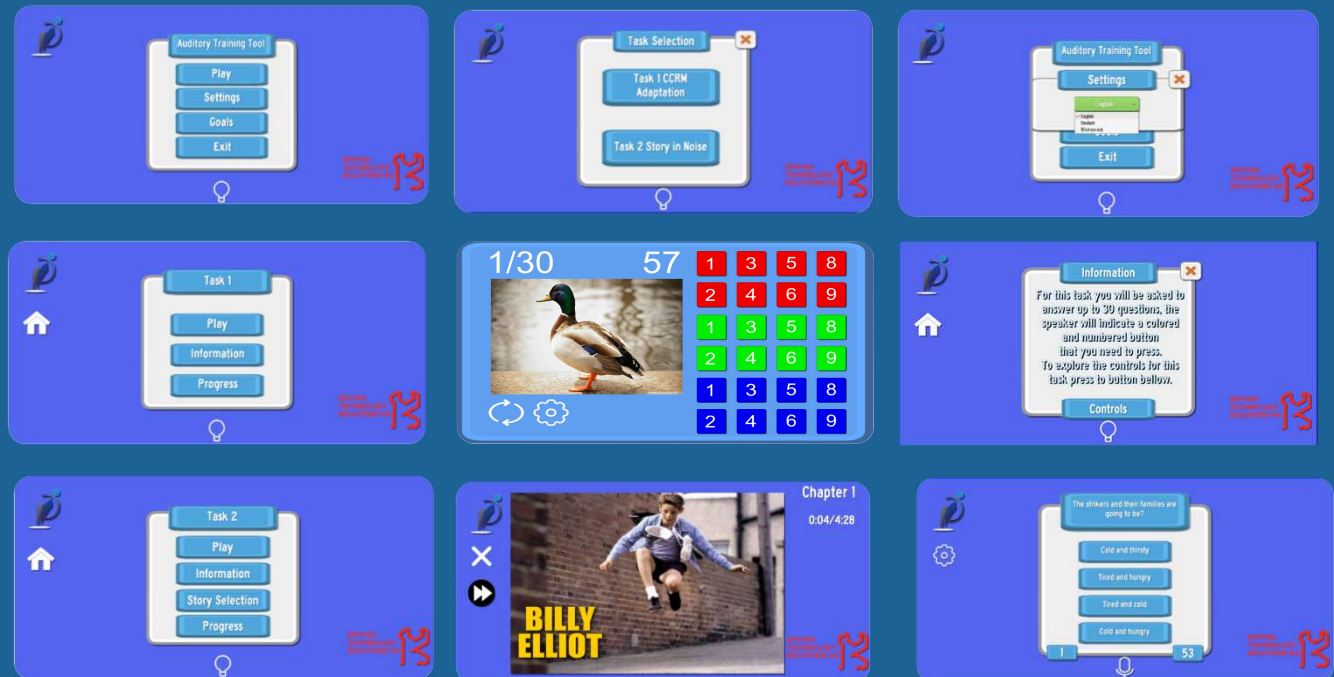 Auditory Training Tool
Play
Settings
Goals
Exit
Task Selection
Task 1 CCRM
Adaptation
Task 2 Story in Noise
Auditory Training Tool
Settings
English
English
Deutsch
Exit
Task 1
Play
Information
Progress
1/30
57
1 3 5 8
2 4 6 9
1 3 5 8
2 4 6 9
1 3 5 8
2 4 6 9
Information
For this task you will be asked to
answer up to 30 questions, the
speaker will indicate a colored
and numbered button
that you need to press.
To explore the controls for this
task press to button bellow.
Controls
Task 2
Play
Information
Story Selection
Progress
Chapter 1
0:04/4:28
BILLY
ELLIOT
The strikers and their families are
going to be?
Cold and thirsty
Tired and hungry
Tired and cold
Cold and hungry
1
53